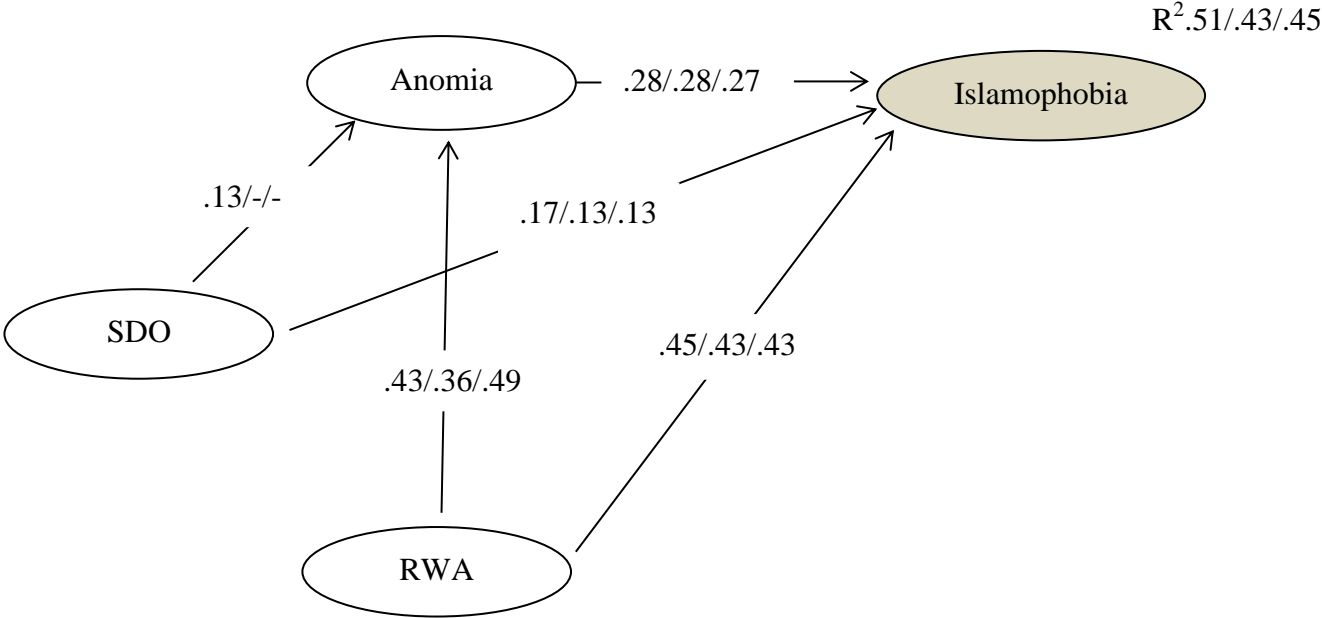 R².51/.43/.45
Anomia
.28/.28/.27
Islamophobia
.13/-/-
.17/.13/.13
SDO
.45/.43/.43
.43/.36/.49
RWA